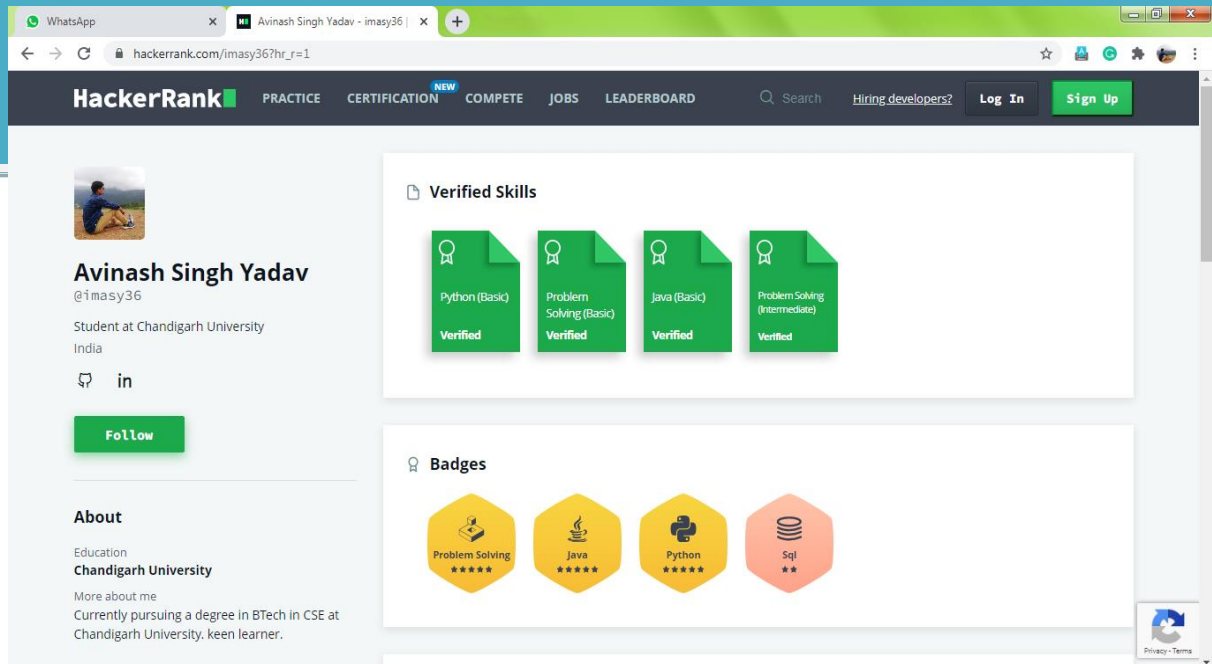 WhatsApp
Avinash Singh Yadav - imasy36 |
hackerrank.com/imasy36?hr_r=1
HackerRank
PRACTICE CERTIFICATION NEW COMPETE JOBS LEADERBOARD
Search
Hiring developers?
Log In
Sign Up
Avinash Singh Yadav
@imasy36
Student at Chandigarh University
India
in
Follow
About
Education
Chandigarh University
More about me
Currently pursuing a degree in BTech in CSE at
Chandigarh University. keen learner.
Verified Skills
Python (Basic)
Verified
Problem
Solving (Basic)
Verified
Java (Basic)
Verified
Problem Solving
(Intermediate)
Verified
Badges
Problem Solving
Java
Python
Sql
Privacy - Terms